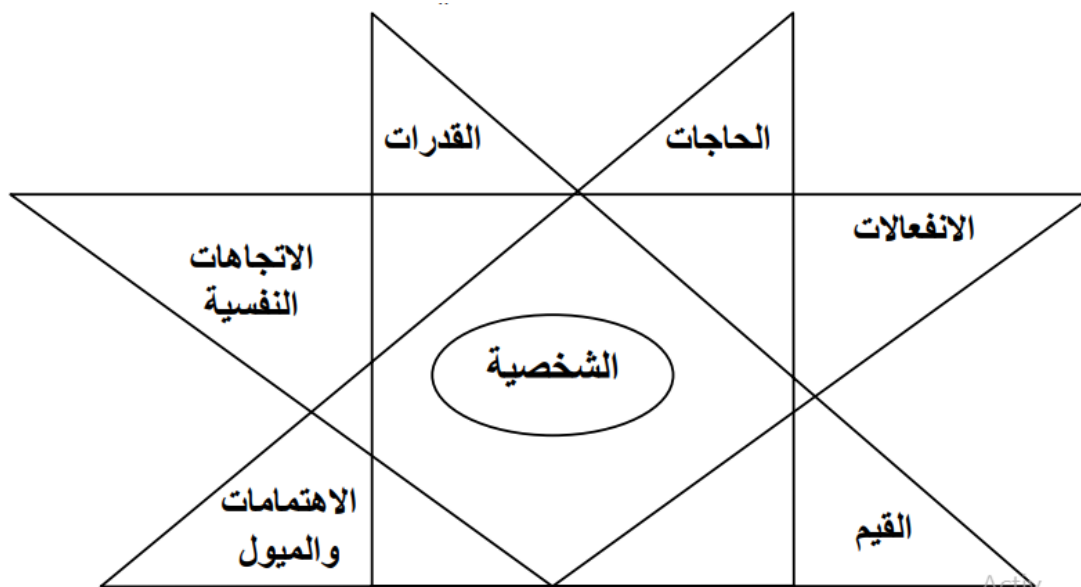 الحاجات
القدرات
الانفعالات
الاتجاهات
النفسية
الشخصية
الاهتمامات
والميول
القيم